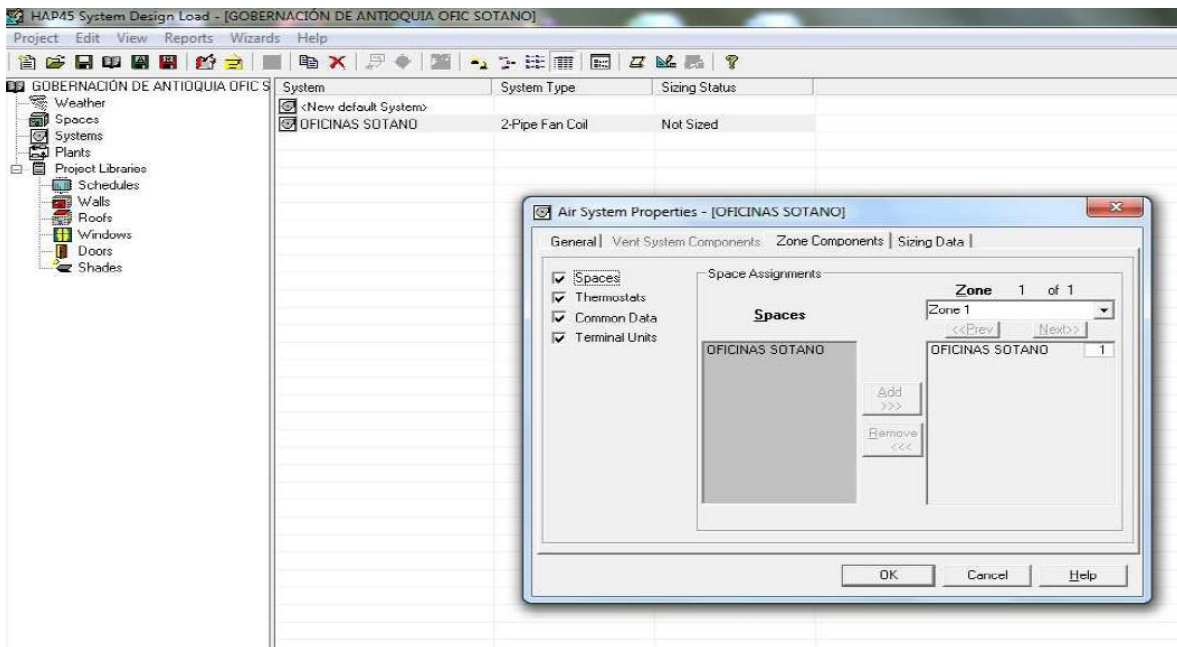 HAP45 System Design Load - [GOBERNACIÓN DE ANTIOQUIA OFIC SOTANO]
Project Edit View Reports Wizards Help
GOBERNACIÓN DE ANTIOQUIA OFIC S
Weather
Spaces
Systems
Plants
Project Libraries
Schedules
Walls
Roofs
Windows
Doors
Shades
System System Type Sizing Status
<New default System>
OFICINAS SOTANO 2-Pipe Fan Coil Not Sized
Air System Properties - [OFICINAS SOTANO]
General Vent System Components Zone Components Sizing Data
Spaces
Thermostats
Common Data
Terminal Units
Space Assignments
Spaces
Zone 1 of 1
Zone 1
<<Prev Next>>
OFICINAS SOTANO
OFICINAS SOTANO 1
Add
>>>
Remove
<<<
OK Cancel Help